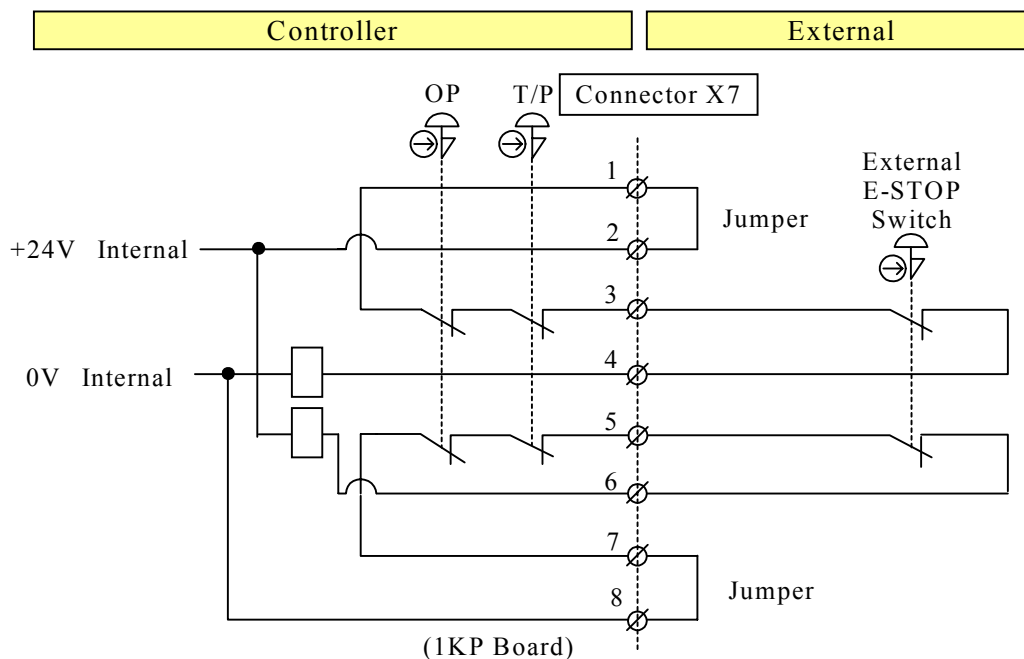 Controller
External
OP
T/P
Connector X7
1
External
E-STOP
Switch
Jumper
2
+24V Internal
3
0V Internal
4
5
6
7
Jumper
8
(1KP Board)